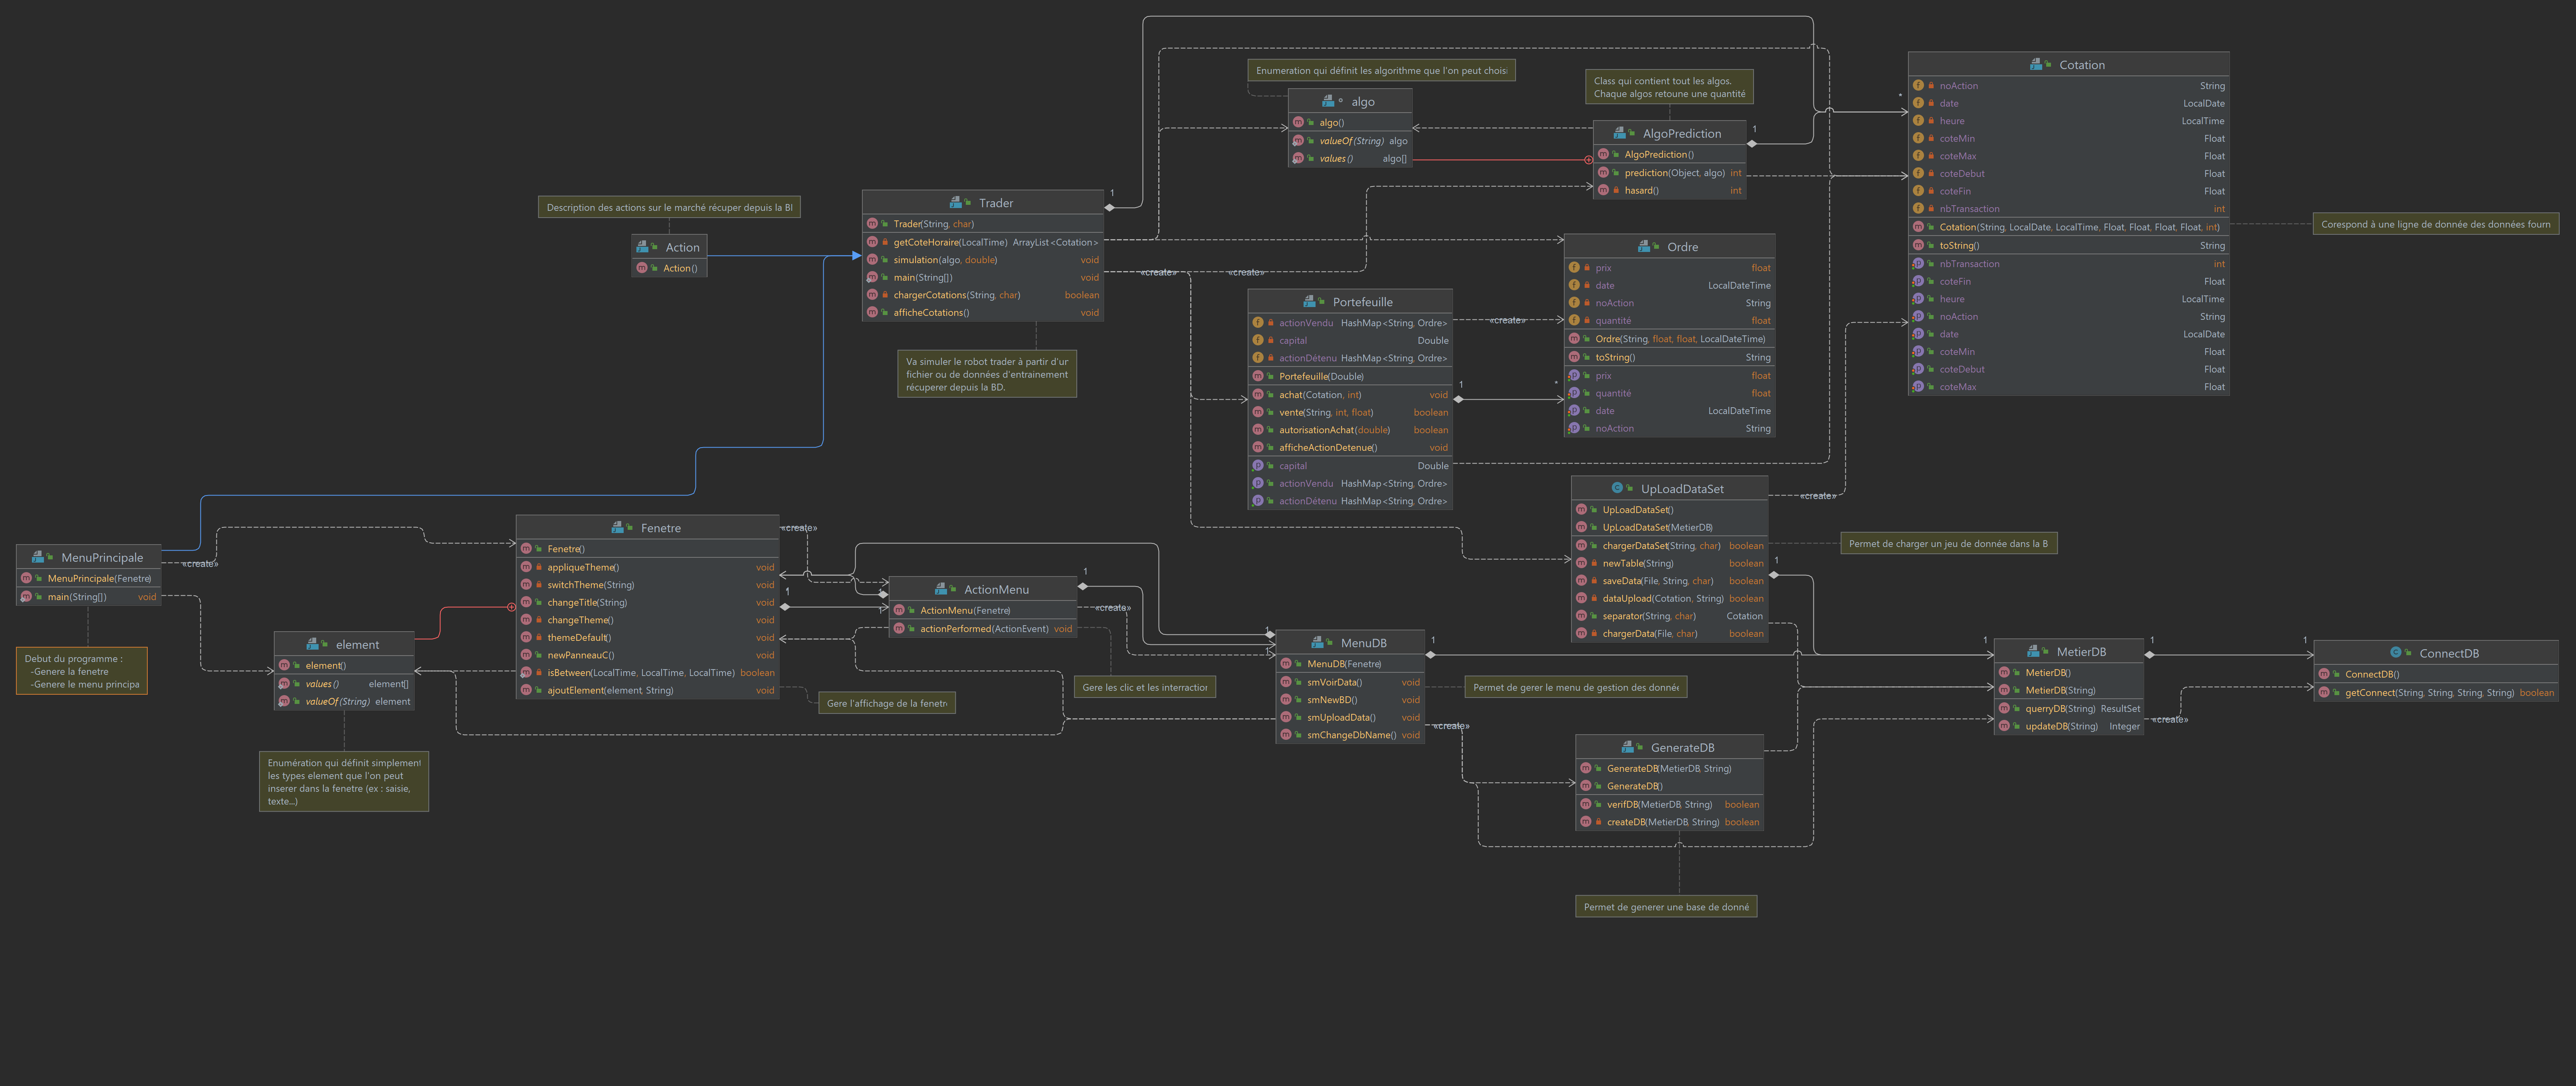 Enumeration qui définit les algorithme que l'on peut chois
algo
algo()
valueOf(String) algo
values() algo[]
Class qui contient tout les algos.
Chaque algos retoune une quantité
AlgoPrediction
AlgoPrediction()
prediction(Object, algo) int
hasard() int
1
*
Cotation
noAction String
date LocalDate
heure LocalTime
coteMin Float
coteMax Float
coteDebut Float
coteFin Float
nbTransaction int
Cotation(String, LocalDate, LocalTime, Float, Float, Float, Float, int)
toString() String
nbTransaction int
coteFin Float
heure LocalTime
noAction String
date LocalDate
coteMin Float
coteDebut Float
coteMax Float
Corespond à une ligne de donnée des données fourn
Description des actions sur le marché récuper depuis la B
Action
Action()
1
Trader
Trader(String, char)
getCoteHoraire(LocalTime) ArrayList<Cotation>
simulation(algo, double) void
main(String[]) void
chargerCotations(String, char) boolean
afficheCotations() void
Va simuler le robot trader à partir d'ur
fichier ou de données d'entrainement
récuperer depuis la BD.
«create»
«create»
Ordre
prix float
date LocalDateTime
noAction String
quantité float
Ordre(String, float, float, LocalDateTime)
toString() String
prix float
quantité float
date LocalDateTime
noAction String
Portefeuille
actionVendu HashMap<String, Ordre>
capital Double
actionDétenu HashMap<String, Ordre>
Portefeuille(Double)
achat(Cotation, int) void
vente(String, int, float) boolean
autorisationAchat(double) boolean
afficheActionDetenue() void
capital Double
actionVendu HashMap<String, Ordre>
actionDétenu HashMap<String, Ordre>
«create»
1
*
UpLoadDataSet
UpLoadDataSet()
UpLoadDataSet(MetierDB)
chargerDataSet(String, char) boolean
newTable(String) boolean
saveData(File, String, char) boolean
dataUpload(Cotation, String) boolean
separator(String, char) Cotation
chargerData(File, char) boolean
«create»
1
Permet de charger un jeu de donnée dans la B
MenuPrincipale
MenuPrincipale(Fenetre)
main(String[]) void
«create»
Debut du programme :
-Genere la fenetre
-Genere le menu principa
element
element()
values() element[]
valueOf(String) element
Enumération qui définit simplement
les types element que l'on peut
inserer dans la fenetre (ex : saisie,
texte...)
Fenetre
Fenetre()
appliqueTheme() void
switchTheme(String) void
changeTitle(String) void
changeTheme() void
themeDefault() void
newPanneauC() void
isBetween(LocalTime, LocalTime, LocalTime) boolean
ajoutElement(element, String) void
«create»
1
1
Gere l'affichage de la fenetr
ActionMenu
ActionMenu(Fenetre)
actionPerformed(ActionEvent) void
1
«create»
Gere les clic et les interraction
1
1
MenuDB
MenuDB(Fenetre)
smVoirData() void
smNewBD() void
smUploadData() void
smChangeDbName() void
1
«create»
Permet de gerer le menu de gestion des donnée
GenerateDB
GenerateDB(MetierDB, String)
GenerateDB()
verifDB(MetierDB, String) boolean
createDB(MetierDB, String) boolean
Permet de generer une base de donné
1
MetierDB
MetierDB()
MetierDB(String)
querryDB(String) ResultSet
updateDB(String) Integer
1
1
«create»
ConnectDB
ConnectDB()
getConnect(String, String, String, String) boolean